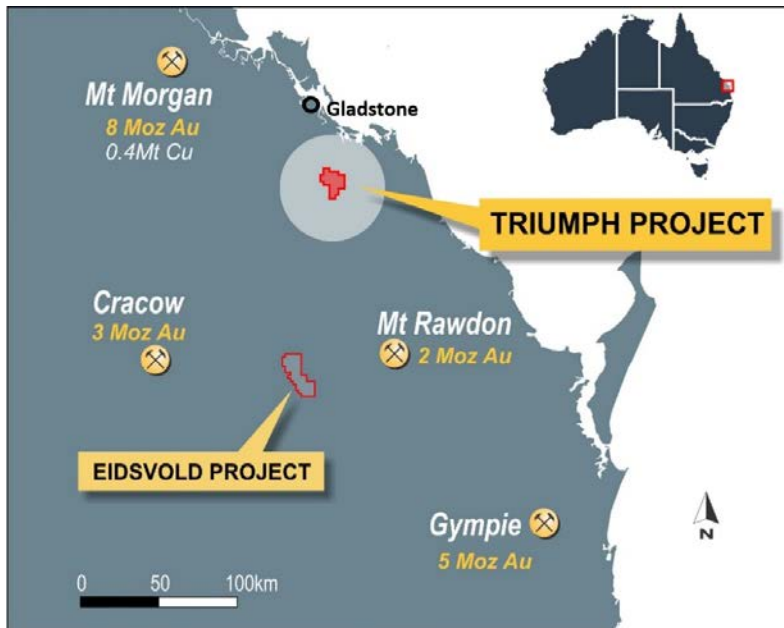 Mt Morgan
8 Moz Au
0.4Mt Cu
Gladstone
TRIUMPH PROJECT
Cracow
3 Moz Au
Mt Rawdon
2 Moz Au
EIDSVOLD PROJECT
Gympie
5 Moz Au
N
0 50 100km